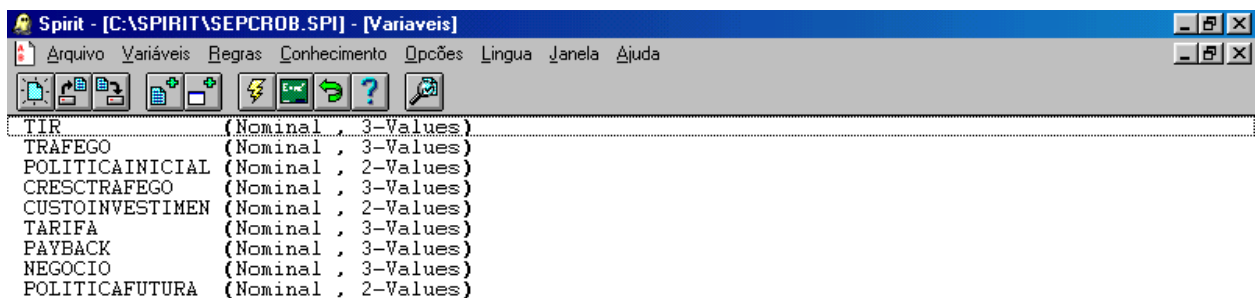 Spirit - [C:\SPIRIT\SEPCROB.SPI] - [Variaveis]
Arquivo Variáveis Regras Conhecimento Opcões Lingua Janela Ajuda
TIR (Nominal , 3-Values)
TRAFEGO (Nominal , 3-Values)
POLITICAINICIAL (Nominal , 2-Values)
CRESCTRAFEGO (Nominal , 3-Values)
CUSTOINVESTIMEN (Nominal , 2-Values)
TARIFA (Nominal , 3-Values)
PAYBACK (Nominal , 3-Values)
NEGOCIO (Nominal , 3-Values)
POLITICAFUTURA (Nominal , 2-Values)